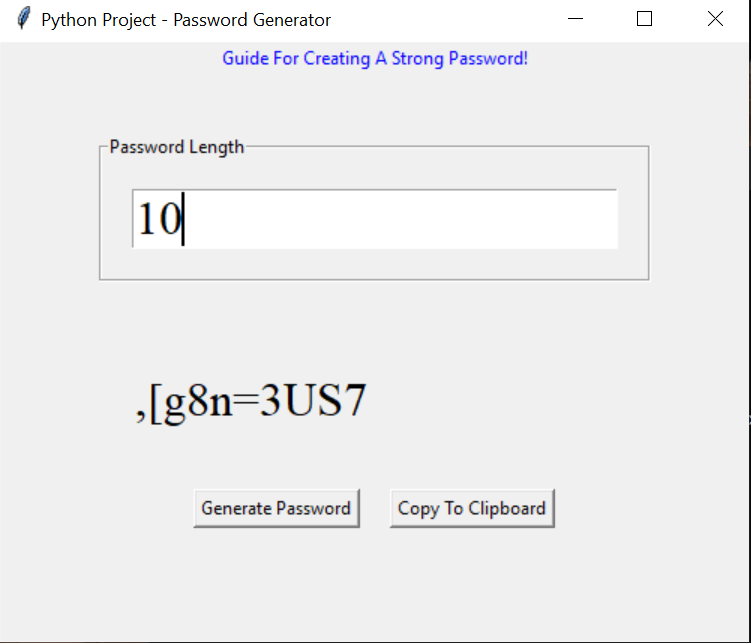 Python Project - Password Generator
Guide For Creating A Strong Password!
Password Length
10
,[g8n=3US7
Generate Password Copy To Clipboard